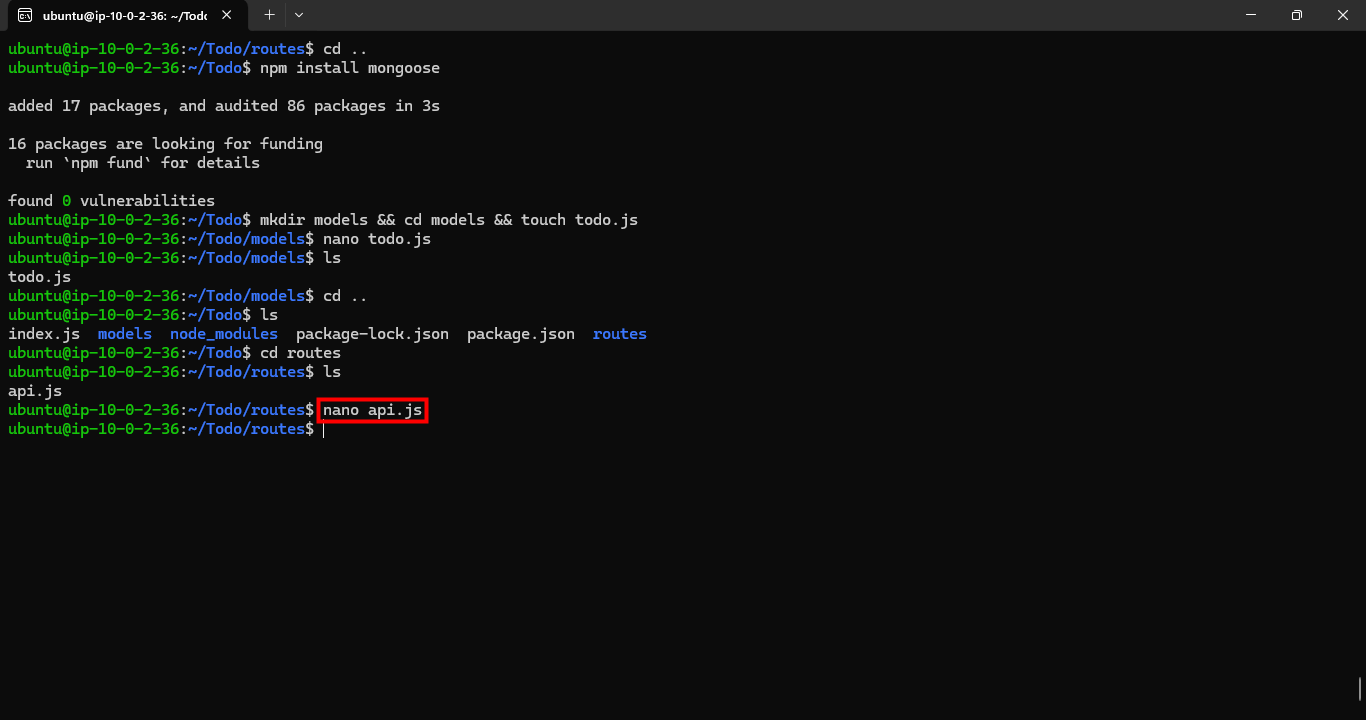 ubuntu@ip-10-0-2-36: ~/Todo
ubuntu@ip-10-0-2-36:~/Todo/routes$ cd ..
ubuntu@ip-10-0-2-36:~/Todo$ npm install mongoose
added 17 packages, and audited 86 packages in 3s
16 packages are looking for funding
  run `npm fund` for details
found 0 vulnerabilities
ubuntu@ip-10-0-2-36:~/Todo$ mkdir models && cd models && touch todo.js
ubuntu@ip-10-0-2-36:~/Todo/models$ nano todo.js
ubuntu@ip-10-0-2-36:~/Todo/models$ ls
todo.js
ubuntu@ip-10-0-2-36:~/Todo/models$ cd ..
ubuntu@ip-10-0-2-36:~/Todo$ ls
index.js  models  node_modules  package-lock.json  package.json  routes
ubuntu@ip-10-0-2-36:~/Todo$ cd routes
ubuntu@ip-10-0-2-36:~/Todo/routes$ ls
api.js
ubuntu@ip-10-0-2-36:~/Todo/routes$ nano api.js
ubuntu@ip-10-0-2-36:~/Todo/routes$